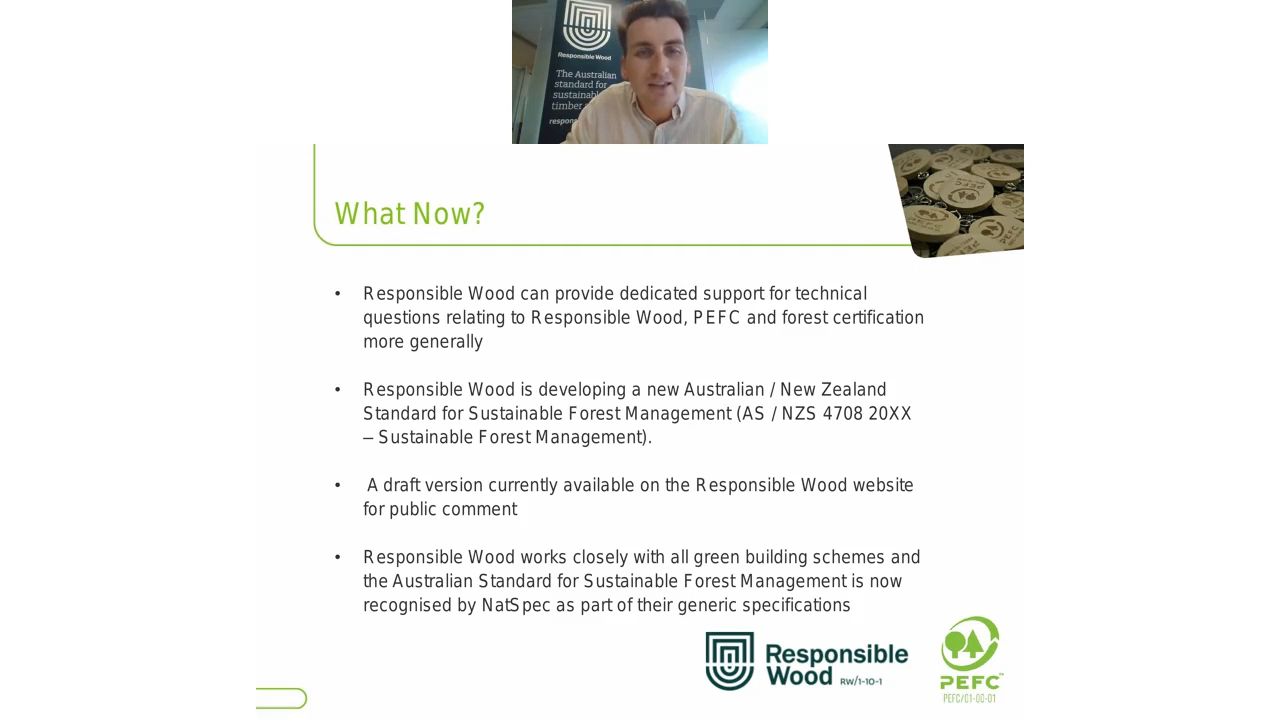 Responsible Wood
The Australian
standard for
sustainable
timber
respons
What Now?
PEFC
PEFC
• Responsible Wood can provide dedicated support for technical
questions relating to Responsible Wood, PEFC and forest certification
more generally
• Responsible Wood is developing a new Australian / New Zealand
Standard for Sustainable Forest Management (AS / NZS 4708 20XX
– Sustainable Forest Management).
• A draft version currently available on the Responsible Wood website
for public comment
• Responsible Wood works closely with all green building schemes and
the Australian Standard for Sustainable Forest Management is now
recognised by NatSpec as part of their generic specifications
Responsible
Wood RW/1-10-1
PEFC™
PEFC/01-00-01